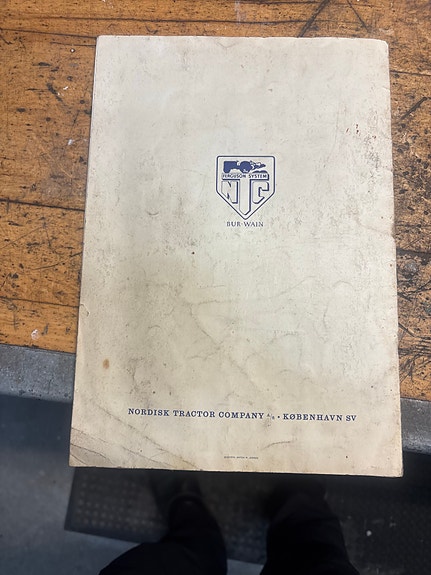 FERGUSON SYSTEM
NTC
BUR-WAIN
NORDISK TRACTOR COMPANY A/S • KØBENHAVN SV